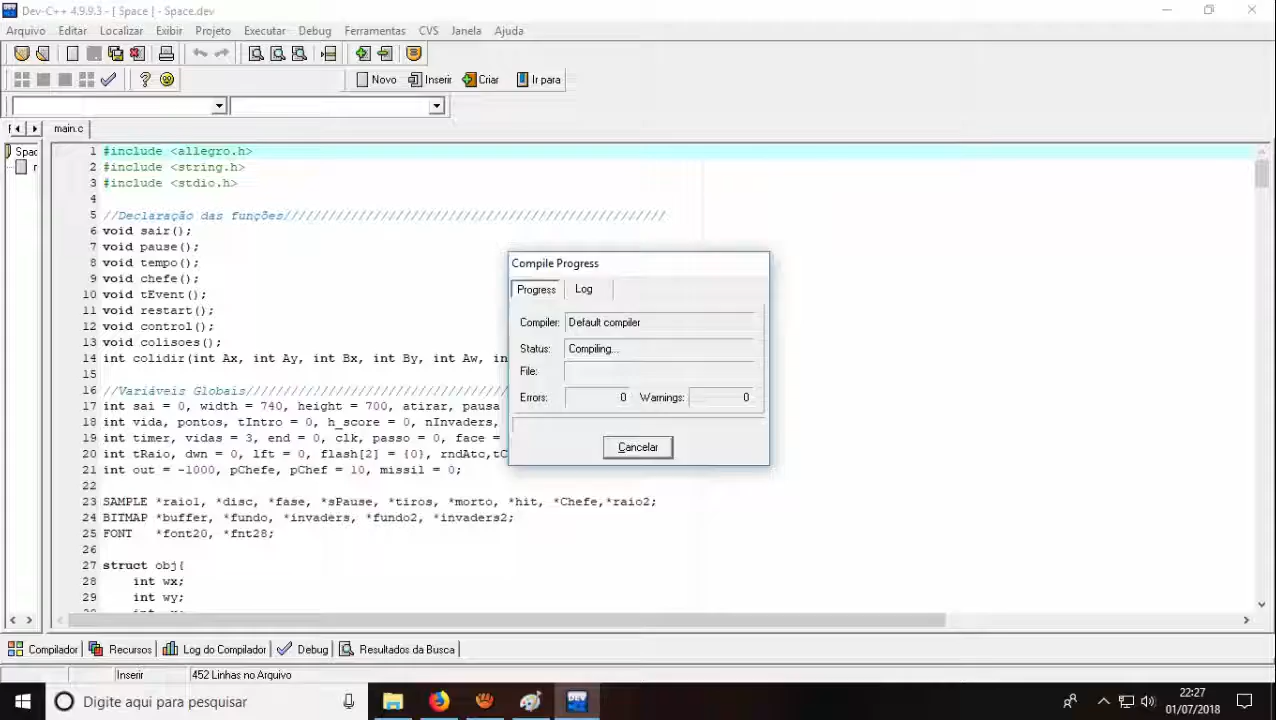 Dev-C++ 4.9.9.3 - [ Space ] - Space.dev
Arquivo Editar Localizar Exibir Projeto Executar Debug Ferramentas CVS Janela Ajuda
Novo Inserir Criar Ir para
main.c
Spac
1 #include <allegro.h>
2 #include <string.h>
3 #include <stdio.h>
4
5 //Declaração das funções///////////////////////////////////////////////////
6 void sair();
7 void pause();
8 void tempo();
9 void chefe();
10 void tEvent();
11 void restart();
12 void control();
13 void colisoes();
14 int colidir(int Ax, int Ay, int Bx, int By, int Aw, in
15
16 //Variáveis Globais///////////////////////////////////
17 int sai = 0, width = 740, height = 700, atirar, pausa
18 int vida, pontos, tIntro = 0, h_score = 0, nInvaders,
19 int timer, vidas = 3, end = 0, clk, passo = 0, face =
20 int tRaio, dwn = 0, lft = 0, flash[2] = {0}, rndAtc,tC
21 int out = -1000, pChefe, pChef = 10, missil = 0;
22
23 SAMPLE *raio1, *disc, *fase, *sPause, *tiros, *morto, *hit, *Chefe,*raio2;
24 BITMAP *buffer, *fundo, *invaders, *fundo2, *invaders2;
25 FONT *font20, *fnt28;
26
27 struct obj{
28 int wx;
29 int wy;
Compile Progress
Progress Log
Compiler: Default compiler
Status: Compiling...
File:
Errors: 0 Warnings: 0
Cancelar
Compilador Recursos Log do Compilador Debug Resultados da Busca
Inserir 452 Linhas no Arquivo
Digite aqui para pesquisar
DEV
22:27
01/07/2018